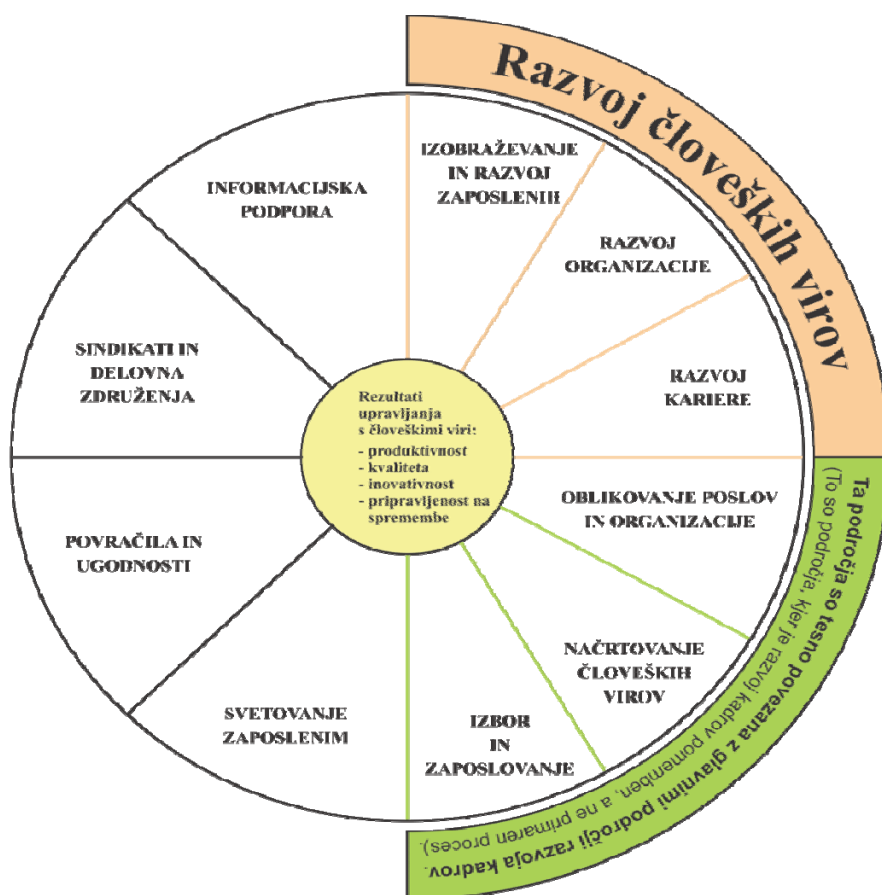 Razvoj človeških virov
IZOBRAŽEVANJE
IN RAZVOJ
ZAPOSLENIH
RAZVOJ
ORGANIZACIJE
RAZVOJ
KARIERE
OBLIKOVANJE POSLOV
IN ORGANIZACIJE
NAČRTOVANJE
ČLOVEŠKIH
VIROV
IZBOR
IN
ZAPOSLOVANJE
SVETOVANJE
ZAPOSLENIM
POVRAČILA IN
UGODNOSTI
SINDIKATI IN
DELOVNA
ZDRUŽENJA
INFORMACIJSKA
PODPORA
Rezultati
upravljanja
s človeškimi viri:
- produktivnost
- kvaliteta
- inovativnost
- pripravljenost na
spremembe
Ta področja so tesno povezana z glavnimi področji razvoja kadrov.
(To so področja, kjer je razvoj kadrov pomemben, a ne primaren proces).